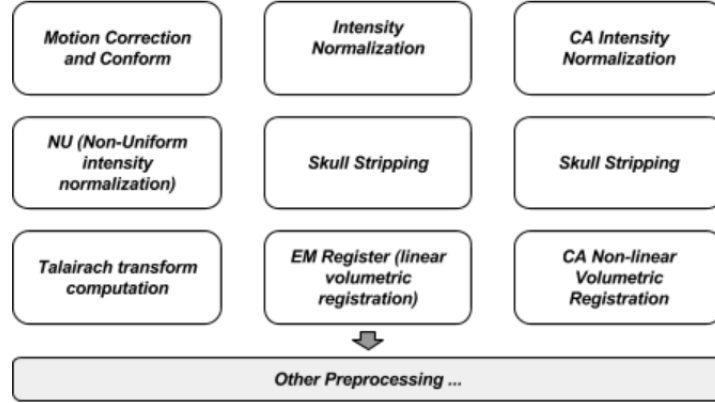 Motion Correction
and Conform
Intensity
Normalization
CA Intensity
Normalization
NU (Non-Uniform
intensity
normalization)
Skull Stripping
Skull Stripping
Talairach transform
computation
EM Register (linear
volumetric
registration)
CA Non-linear
Volumetric
Registration
Other Preprocessing ...